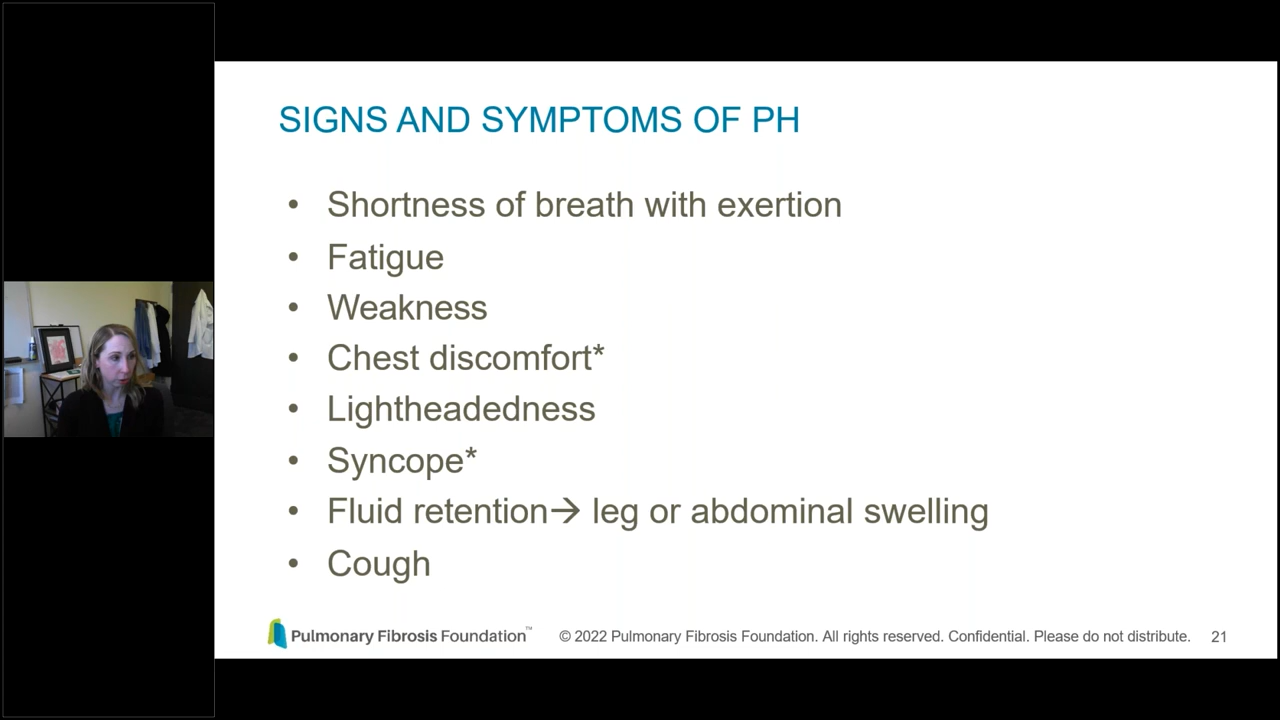 SIGNS AND SYMPTOMS OF PH
• Shortness of breath with exertion
• Fatigue
• Weakness
• Chest discomfort*
• Lightheadedness
• Syncope*
• Fluid retention→ leg or abdominal swelling
• Cough
Pulmonary Fibrosis Foundation™ © 2022 Pulmonary Fibrosis Foundation. All rights reserved. Confidential. Please do not distribute. 21